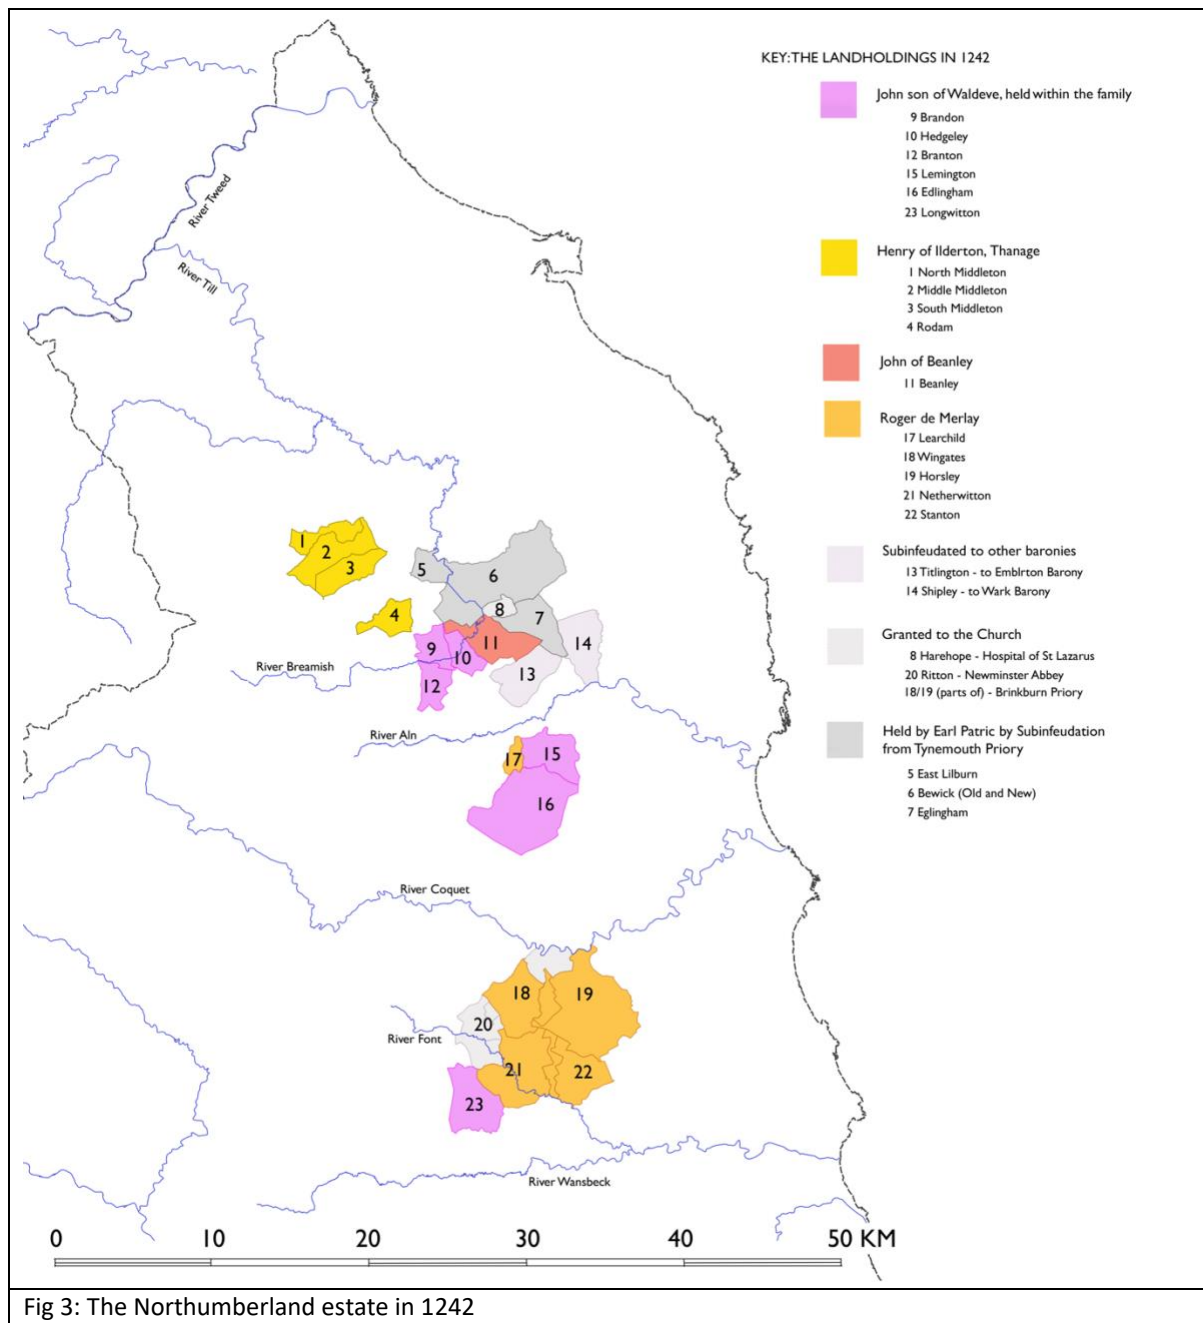 KEY:THE LANDHOLDINGS IN 1242
John son of Waldeve, held within the family
9 Brandon
10 Hedgeley
12 Branton
15 Lemington
16 Edlingham
23 Longwitton
Henry of Ilderton, Thanage
1 North Middleton
2 Middle Middleton
3 South Middleton
4 Rodam
John of Beanley
11 Beanley
Roger de Merlay
17 Learchild
18 Wingates
19 Horsley
21 Netherwitton
22 Stanton
Subinfeudated to other baronies
13 Titlington - to Emblrton Barony
14 Shipley - to Wark Barony
Granted to the Church
8 Harehope - Hospital of St Lazarus
20 Ritton - Newminster Abbey
18/19 (parts of) - Brinkburn Priory
Held by Earl Patric by Subinfeudation
from Tynemouth Priory
5 East Lilburn
6 Bewick (Old and New)
7 Eglingham
River Tweed
River Till
1
2
3
4
5
6
7
8
9
10
11
12
13
14
River Breamish
River Aln
15
16
17
River Coquet
18
19
20
River Font
21
22
23
River Wansbeck
0 10 20 30 40 50 KM
Fig 3: The Northumberland estate in 1242